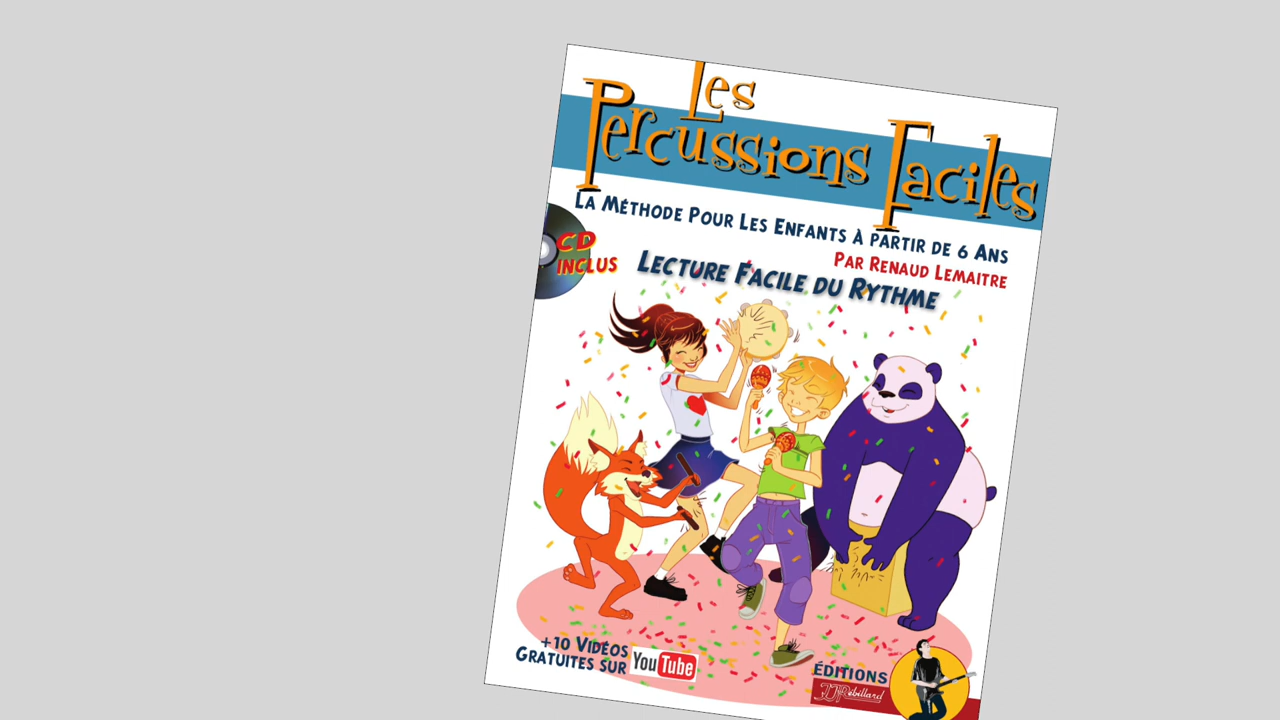 Les
Percussions Faciles
La Méthode Pour Les Enfants à partir de 6 Ans
Par Renaud Lemaitre
CD
INCLUS
Lecture Facile du Rythme
+10 Vidéos
Gratuites sur YouTube
ÉDITIONS
JJRébillard